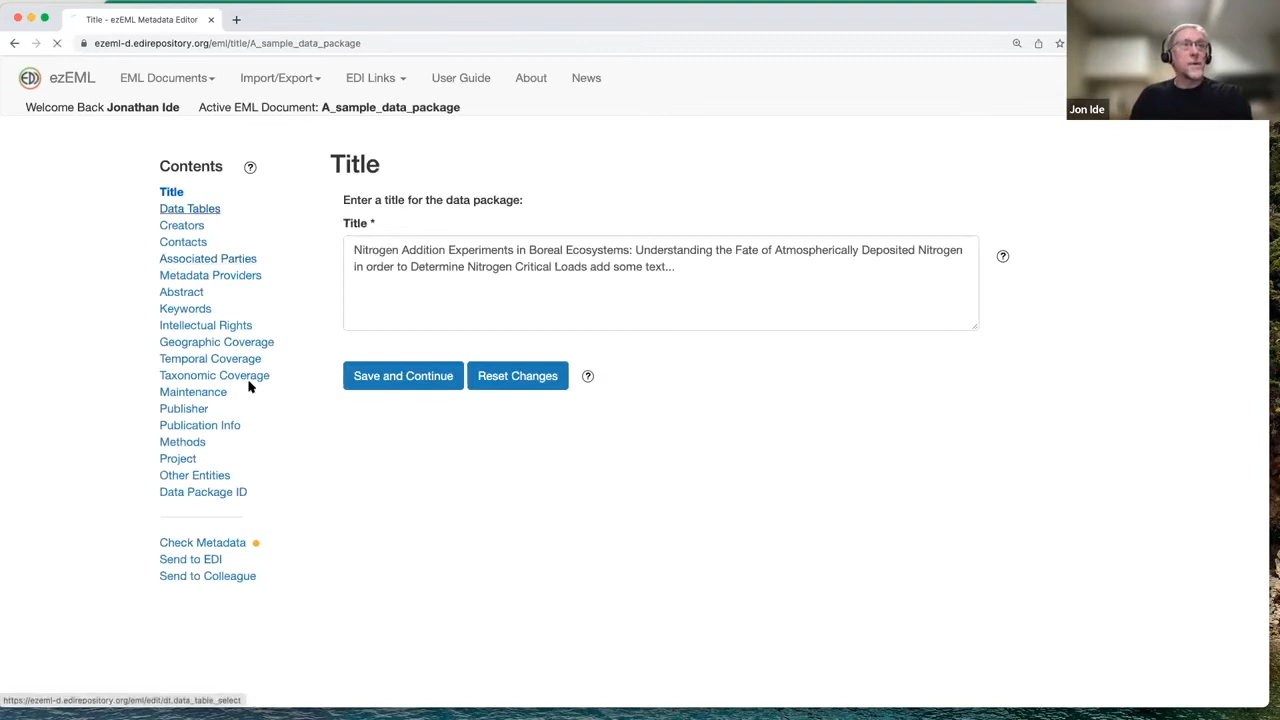 Title - ezEML Metadata Editor
ezeml-d.edirepository.org/eml/title/A_sample_data_package
ezEML EML Documents Import/Export EDI Links User Guide About News
Welcome Back Jonathan Ide Active EML Document: A_sample_data_package
Jon Ide
Contents ?
Title
Data Tables
Creators
Contacts
Associated Parties
Metadata Providers
Abstract
Keywords
Intellectual Rights
Geographic Coverage
Temporal Coverage
Taxonomic Coverage
Maintenance
Publisher
Publication Info
Methods
Project
Other Entities
Data Package ID
Check Metadata
Send to EDI
Send to Colleague
Title
Enter a title for the data package:
Title *
Nitrogen Addition Experiments in Boreal Ecosystems: Understanding the Fate of Atmospherically Deposited Nitrogen
in order to Determine Nitrogen Critical Loads add some text...
?
Save and Continue Reset Changes ?
https://ezeml-d.edirepository.org/eml/edit/dt.data_table_select